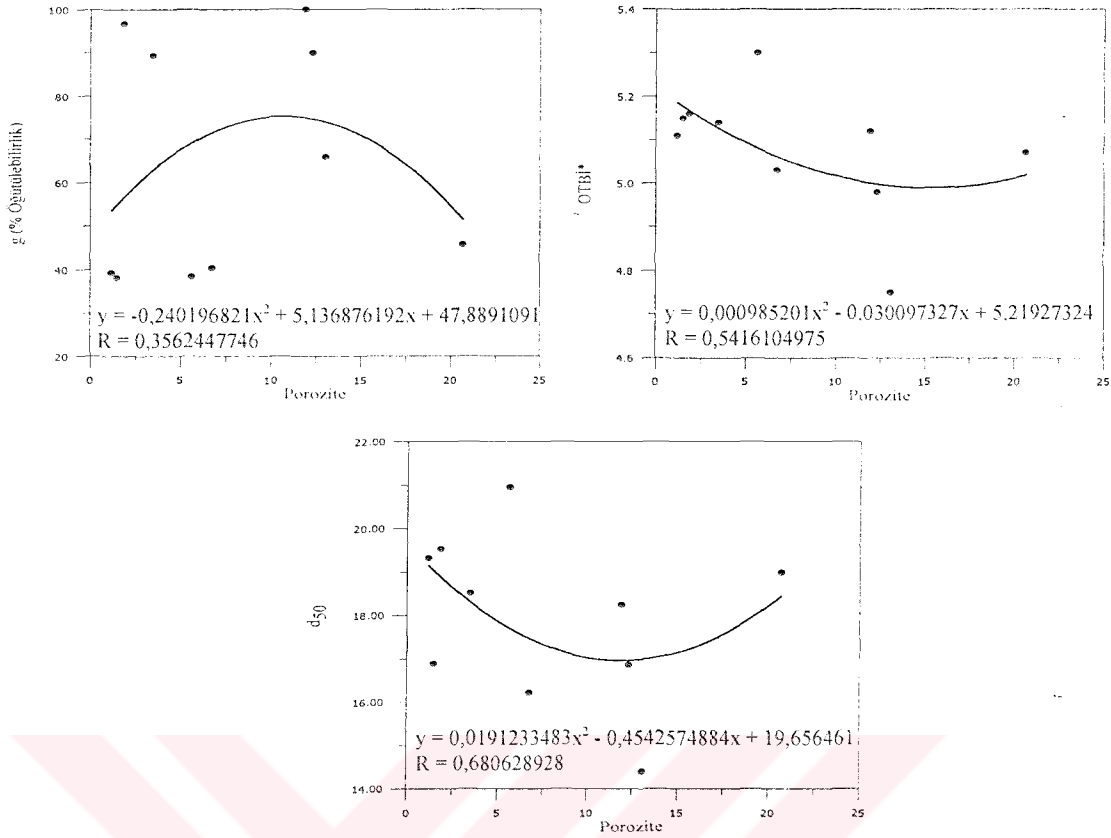 100
80
60
40
20
g (% Öğütülebilirlik)
y = -0,240196821x² + 5,136876192x + 47,8891091
R = 0,3562447746
0 5 10 15 20 25
Porozite
5.4
5.2
5.0
4.8
4.6
OTBİ*
y = 0,000985201x² - 0,030097327x + 5,21927324
R = 0,5416104975
0 5 10 15 20 25
Porozite
22.00
20.00
18.00
16.00
14.00
d50
y = 0,0191233483x² - 0,4542574884x + 19,656461
R = 0,680628928
0 5 10 15 20 25
Porozite